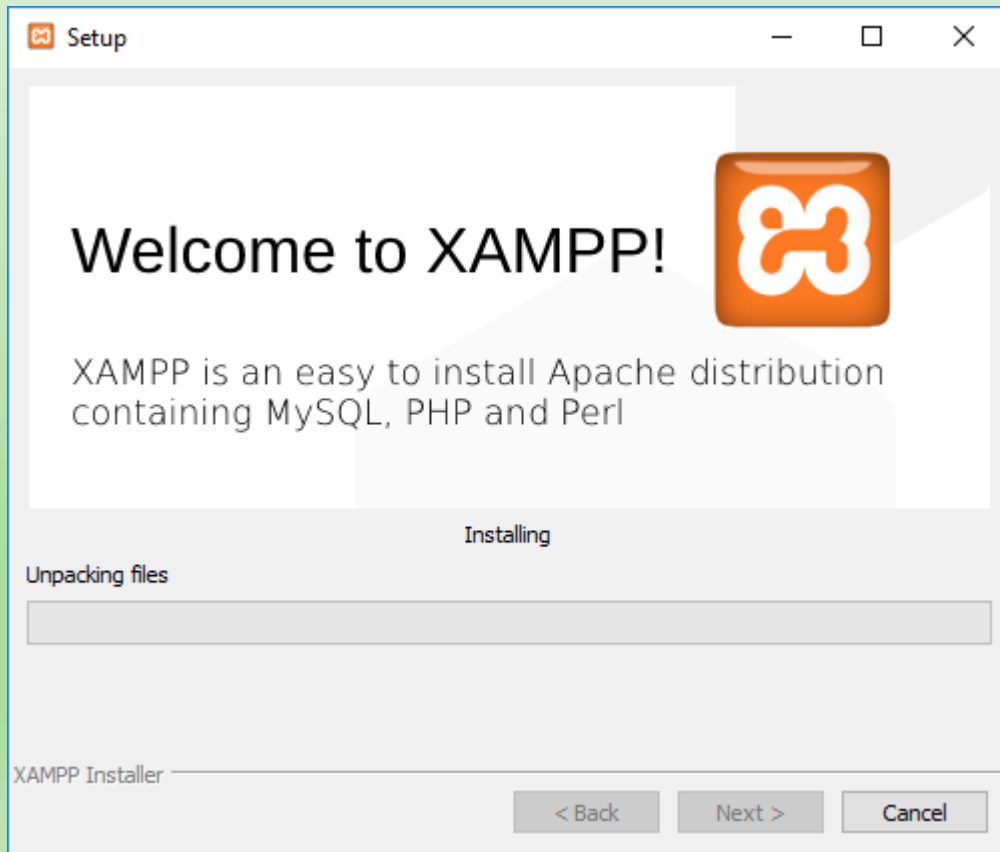 Setup
Welcome to XAMPP!
XAMPP is an easy to install Apache distribution
containing MySQL, PHP and Perl
Installing
Unpacking files
XAMPP Installer
< Back
Next >
Cancel